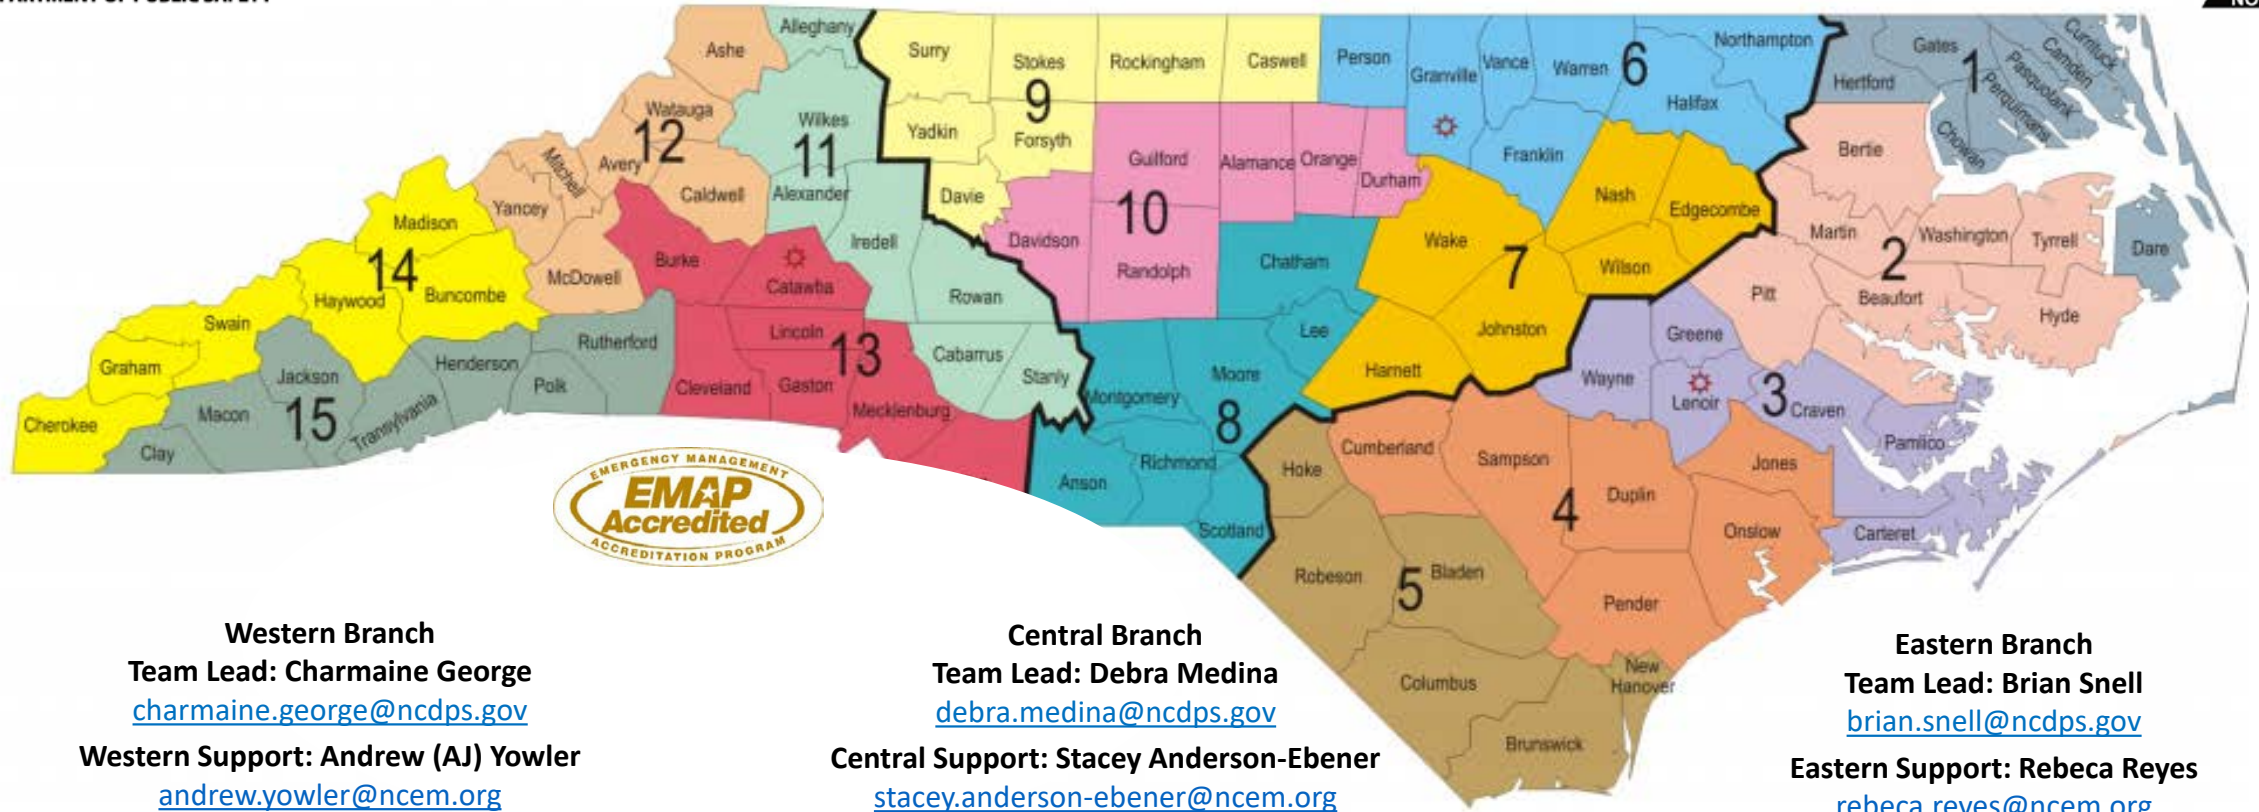 Alleghany
Ashe
Surry
Stokes
Rockingham
Caswell
Person
Granville
Vance
Warren
6
Northampton
Halifax
Gates
1
Hertford
Currituck
Camden
Pasquotank
Perquimans
Chowan
9
Watauga
12
Wilkes
11
Yadkin
Forsyth
Mitchell
Avery
Caldwell
Alexander
Davie
Guilford
10
Alamance
Orange
Durham
Franklin
Nash
Edgecombe
Bertie
Yancey
Madison
14
Iredell
Davidson
Randolph
Chatham
Wake
7
Wilson
Martin
2
Washington
Tyrrell
Dare
McDowell
Burke
Catawba
Rowan
Haywood
Buncombe
Swain
Pitt
Beaufort
Hyde
Graham
Jackson
15
Macon
Henderson
Rutherford
Polk
Transylvania
Cherokee
Clay
Lincoln
13
Cleveland
Gaston
Mecklenburg
Cabarrus
Stanly
Montgomery
Moore
8
Lee
Harnett
Johnston
Greene
Wayne
Lenoir
3
Craven
Pamlico
Anson
Richmond
Scotland
Hoke
Cumberland
Sampson
4
Duplin
Jones
Onslow
Carteret
Robeson
5
Bladen
Pender
Columbus
New
Hanover
Brunswick
EMERGENCY MANAGEMENT
EMAP
Accredited
ACCREDITATION PROGRAM
Western Branch
Team Lead: Charmaine George
charmaine.george@ncdps.gov
Western Support: Andrew (AJ) Yowler
andrew.yowler@ncem.org
Central Branch
Team Lead: Debra Medina
debra.medina@ncdps.gov
Central Support: Stacey Anderson-Ebener
stacey.anderson-ebener@ncem.org
Eastern Branch
Team Lead: Brian Snell
brian.snell@ncdps.gov
Eastern Support: Rebeca Reyes
rebeca.reyes@ncem.org